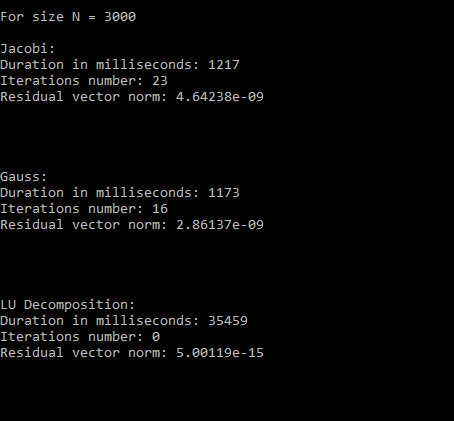 For size N = 3000
Jacobi:
Duration in milliseconds: 1217
Iterations number: 23
Residual vector norm: 4.64238e-09
Gauss:
Duration in milliseconds: 1173
Iterations number: 16
Residual vector norm: 2.86137e-09
LU Decomposition:
Duration in milliseconds: 35459
Iterations number: 0
Residual vector norm: 5.00119e-15